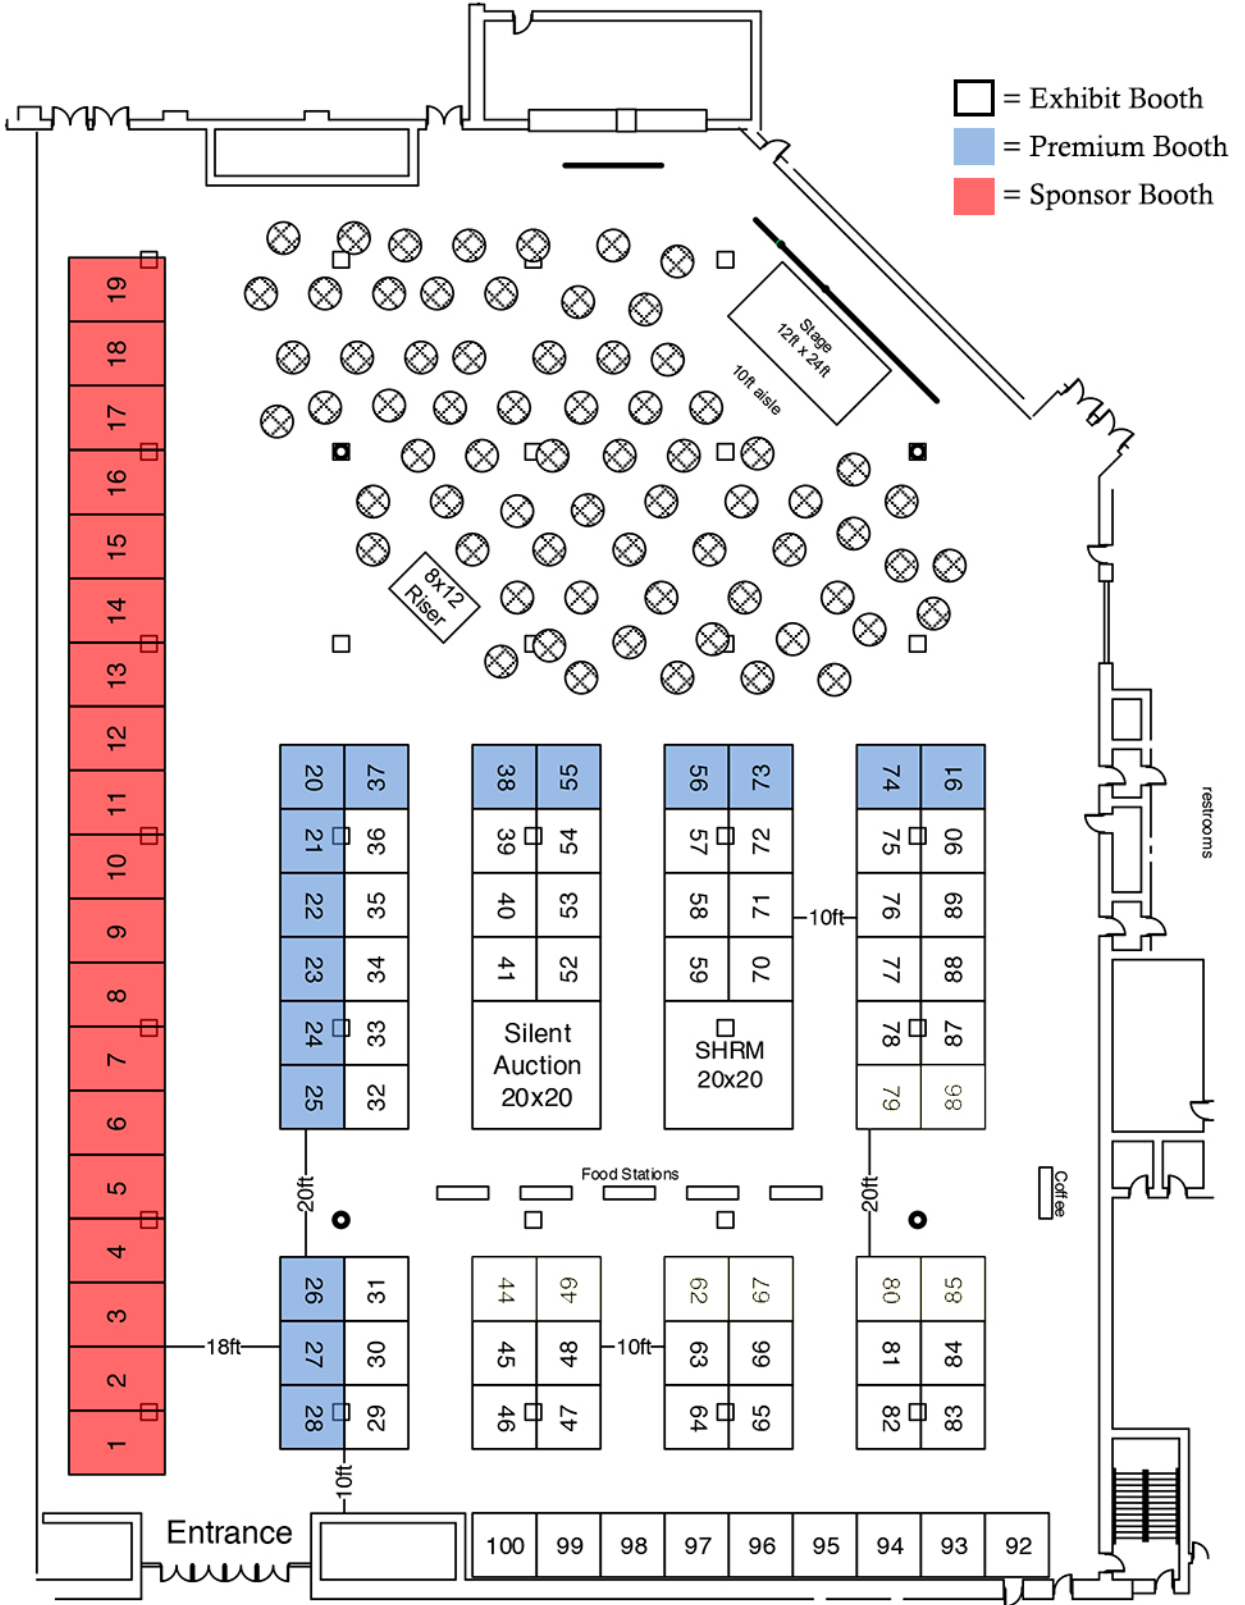 = Exhibit Booth
= Premium Booth
= Sponsor Booth
Stage
12ft x 24ft
10ft aisle
8x12
Riser
19
18
17
16
15
14
13
12
11
10
9
8
7
6
5
4
3
2
1
20 37
21 36
22 35
23 34
24 33
25 32
38 55
39 54
40 53
41 52
Silent
Auction
20x20
56 73
57 72
58 71
59 70
SHRM
20x20
10ft
74 91
75 90
76 89
77 88
78 87
79 86
restrooms
20ft
Food Stations
20ft
Coffee
18ft
26 31
27 30
28 29
10ft
44 49
45 48
46 47
10ft
62 67
63 66
64 65
80 85
81 84
82 83
Entrance
100 99 98 97 96 95 94 93 92